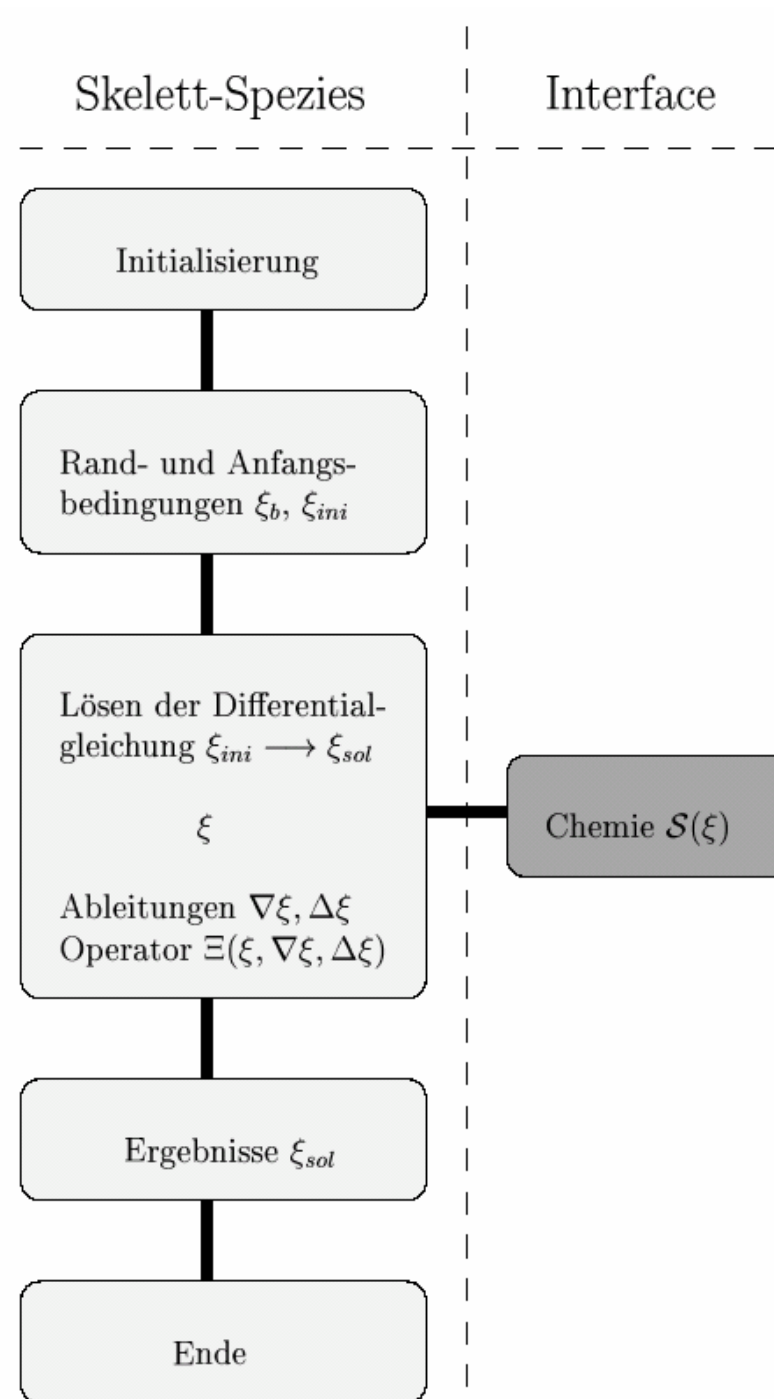 Skelett-Spezies
Interface
Initialisierung
Rand- und Anfangs-
bedingungen ξ_b, ξ_ini
Lösen der Differential-
gleichung ξ_ini ⟶ ξ_sol
ξ
Ableitungen ∇ξ, Δξ
Operator Ξ(ξ, ∇ξ, Δξ)
Chemie 𝒮(ξ)
Ergebnisse ξ_sol
Ende